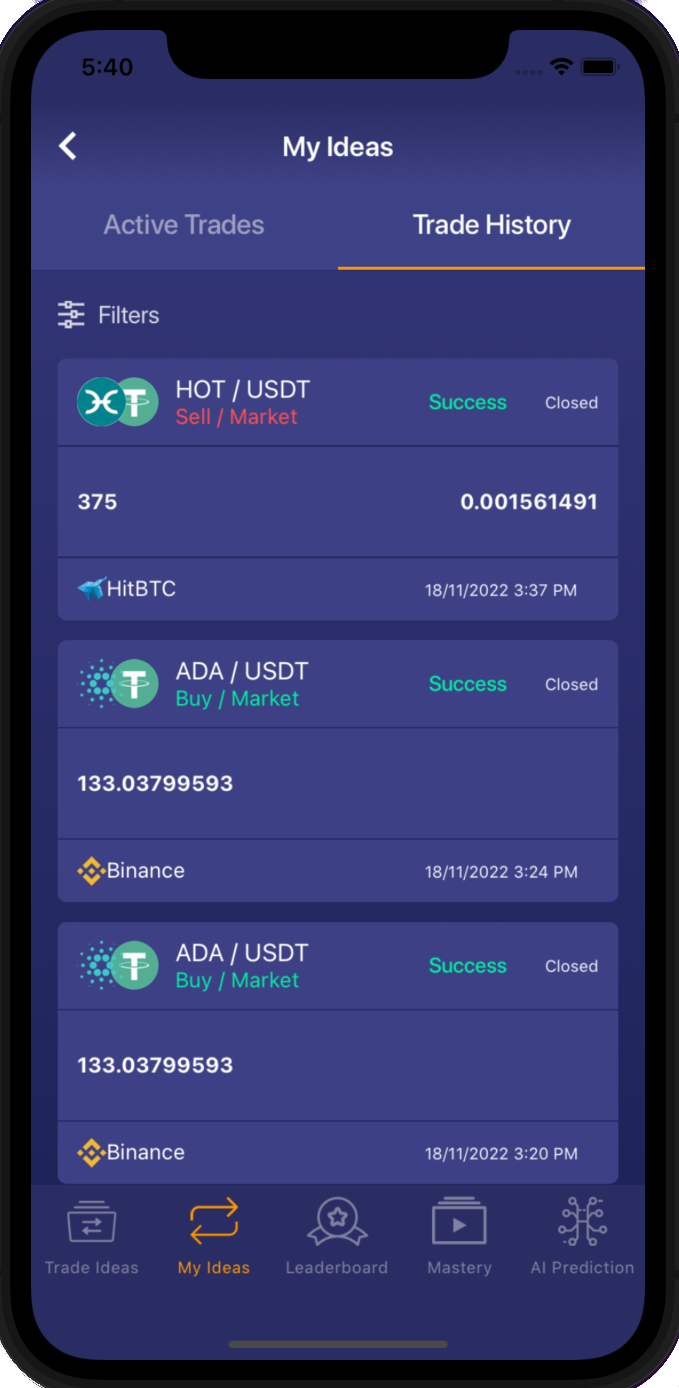 5:40
My Ideas
Active Trades Trade History
Filters
HOT / USDT
Sell / Market
Success Closed
375 0.001561491
HitBTC 18/11/2022 3:37 PM
ADA / USDT
Buy / Market
Success Closed
133.03799593
Binance 18/11/2022 3:24 PM
ADA / USDT
Buy / Market
Success Closed
133.03799593
Binance 18/11/2022 3:20 PM
Trade Ideas My Ideas Leaderboard Mastery AI Prediction